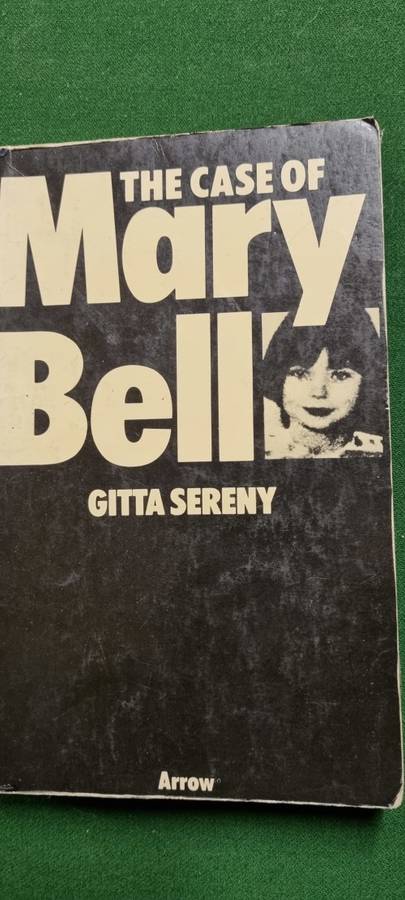 THE CASE OF
Mary
Bell
GITTA SERENY
Arrow